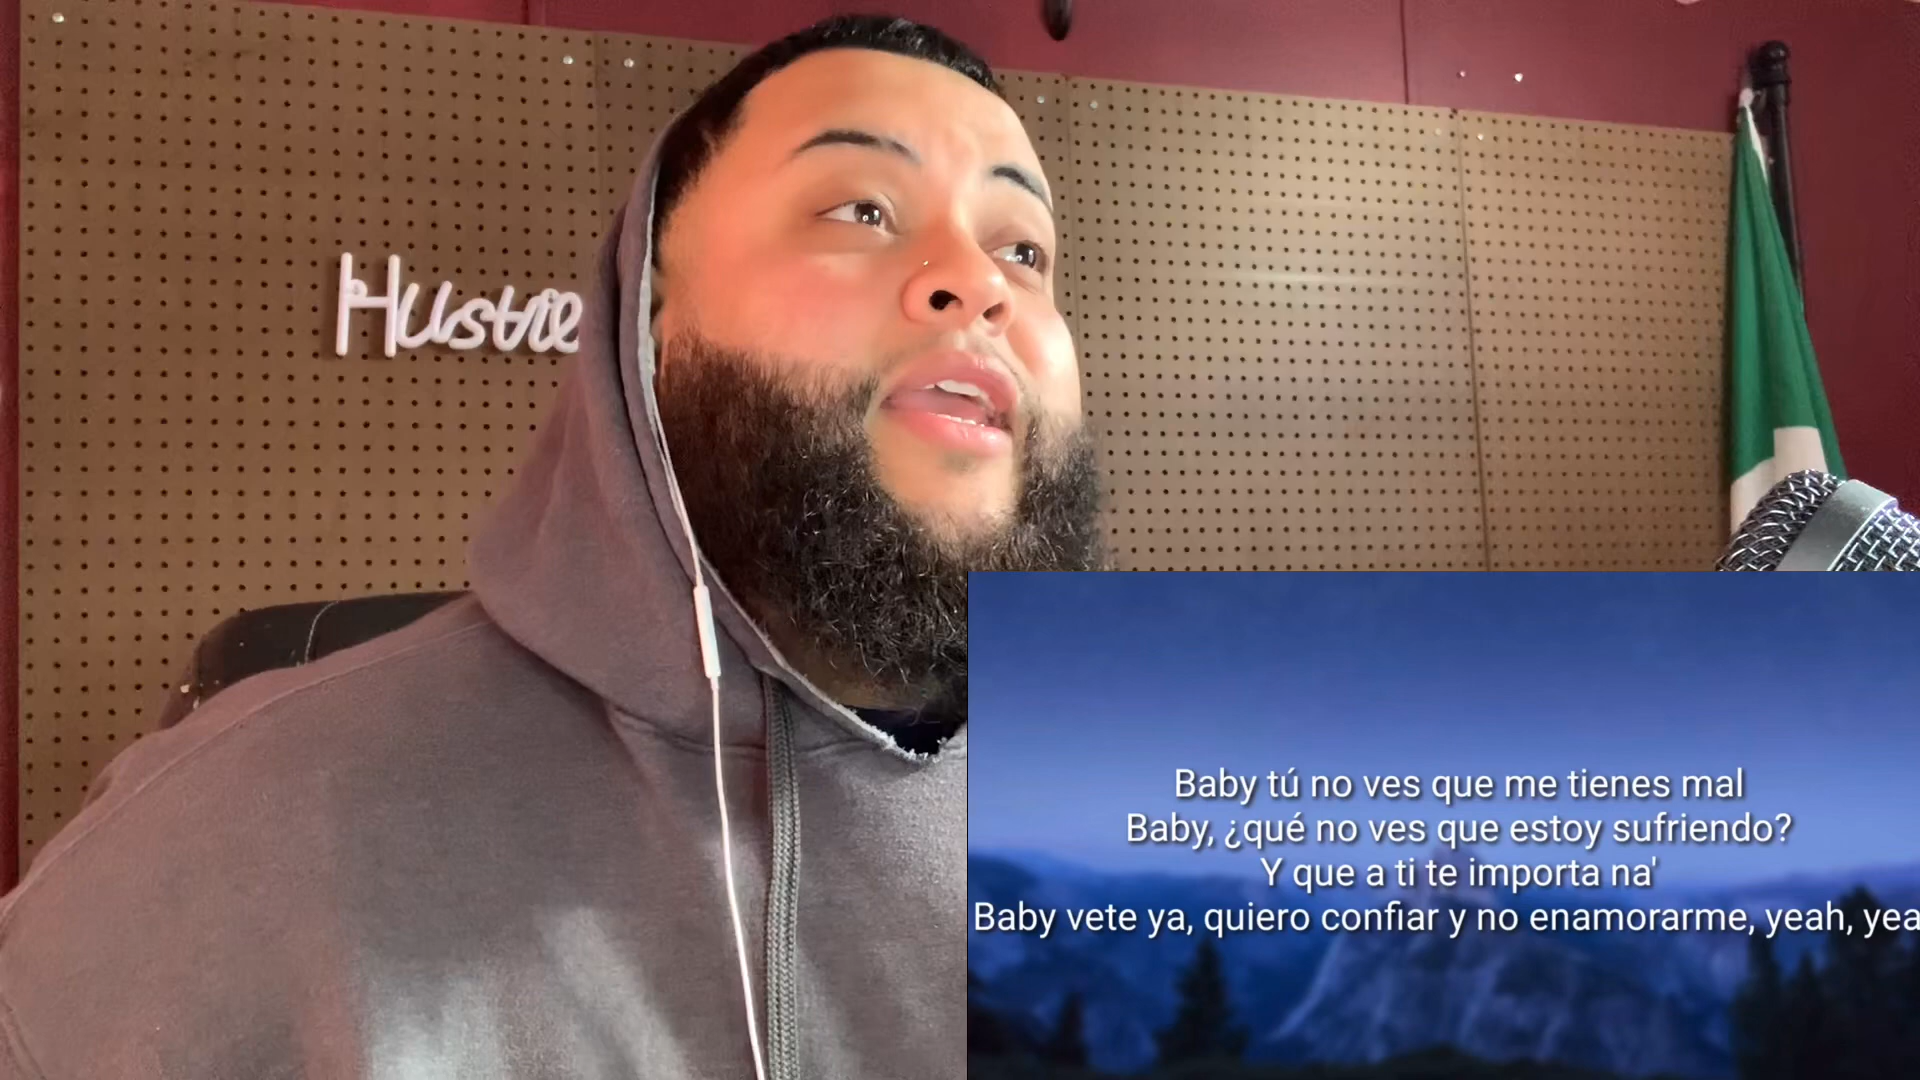 Hustle
Baby tú no ves que me tienes mal
Baby, ¿qué no ves que estoy sufriendo?
Y que a ti te importa na'
Baby vete ya, quiero confiar y no enamorarme, yeah, yea